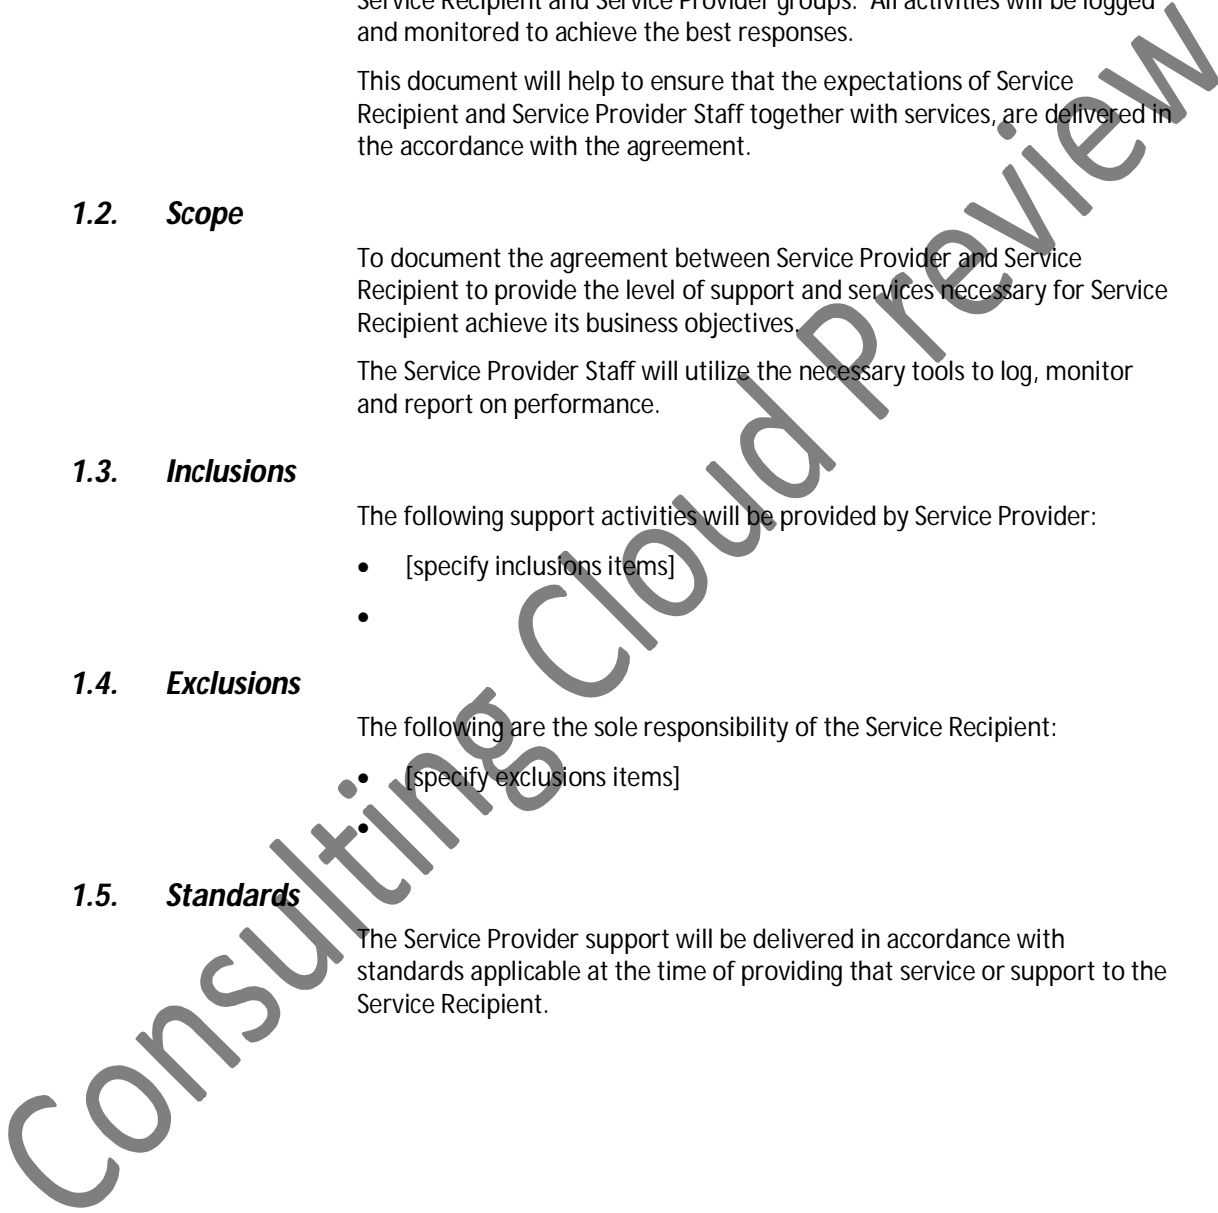 Service Recipient and Service Provider groups.  All activities will be logged
and monitored to achieve the best responses.
This document will help to ensure that the expectations of Service
Recipient and Service Provider Staff together with services, are delivered in
the accordance with the agreement.
1.2. Scope
To document the agreement between Service Provider and Service
Recipient to provide the level of support and services necessary for Service
Recipient achieve its business objectives.
The Service Provider Staff will utilize the necessary tools to log, monitor
and report on performance.
1.3. Inclusions
The following support activities will be provided by Service Provider:
• [specify inclusions items]
•
1.4. Exclusions
The following are the sole responsibility of the Service Recipient:
• [specify exclusions items]
•
1.5. Standards
The Service Provider support will be delivered in accordance with
standards applicable at the time of providing that service or support to the
Service Recipient.
Consulting Cloud Preview